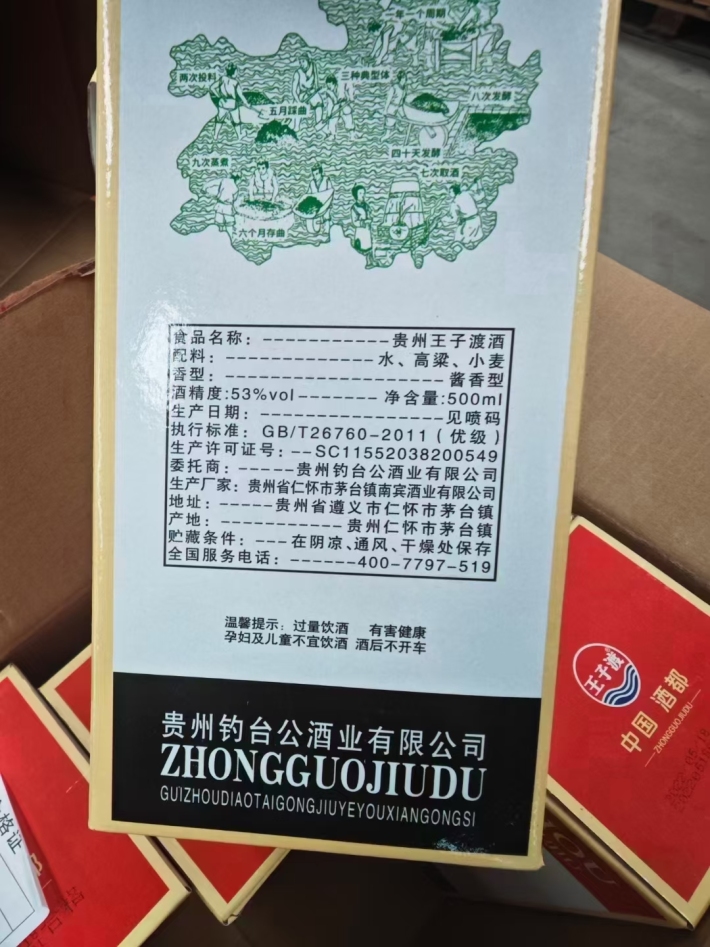 一年一个周期
两次投料
三种典型体
八次发酵
五月踩曲
九次蒸煮
四十天发酵
七次取酒
六个月存曲
食品名称：-----------贵州王子渡酒
配料：-------------水、高粱、小麦
香型：-------------------酱香型
酒精度:53%vol-------净含量:500ml
生产日期：-----------------见喷码
执行标准：GB/T26760-2011（优级）
生产许可证号：--SC11552038200549
委托商：-----贵州钓台公酒业有限公司
生产厂家：贵州省仁怀市茅台镇南宾酒业有限公司
地址：-----贵州省遵义市仁怀市茅台镇
产地：-----------贵州仁怀市茅台镇
贮藏条件：---在阴凉、通风、干燥处保存
全国服务电话：------400-7797-519
温馨提示：过量饮酒 有害健康
孕妇及儿童不宜饮酒 酒后不开车
贵州钓台公酒业有限公司
ZHONGGUOJIUDU
GUIZHOUDIAOTAIGONGJIUYEYOUXIANGONGSI
王子渡
中国 酒都
ZHONGGUOJIUDU
格证